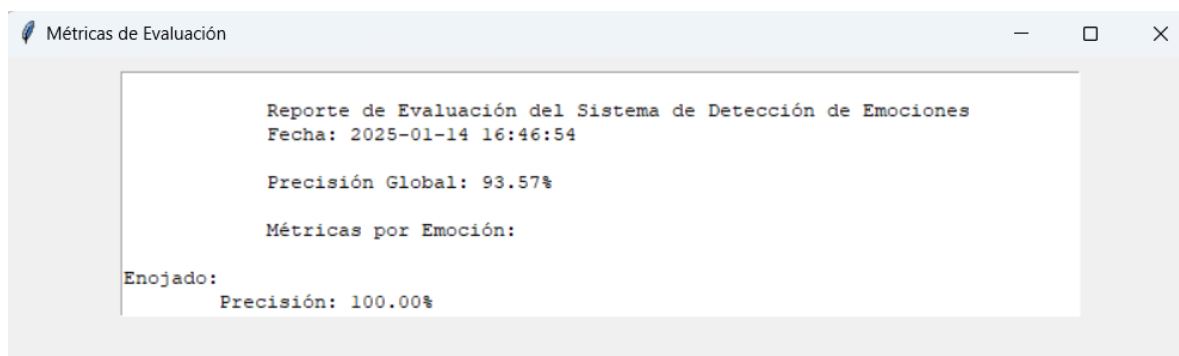 Métricas de Evaluación
Reporte de Evaluación del Sistema de Detección de Emociones
Fecha: 2025-01-14 16:46:54
Precisión Global: 93.57%
Métricas por Emoción:
Enojado:
Precisión: 100.00%